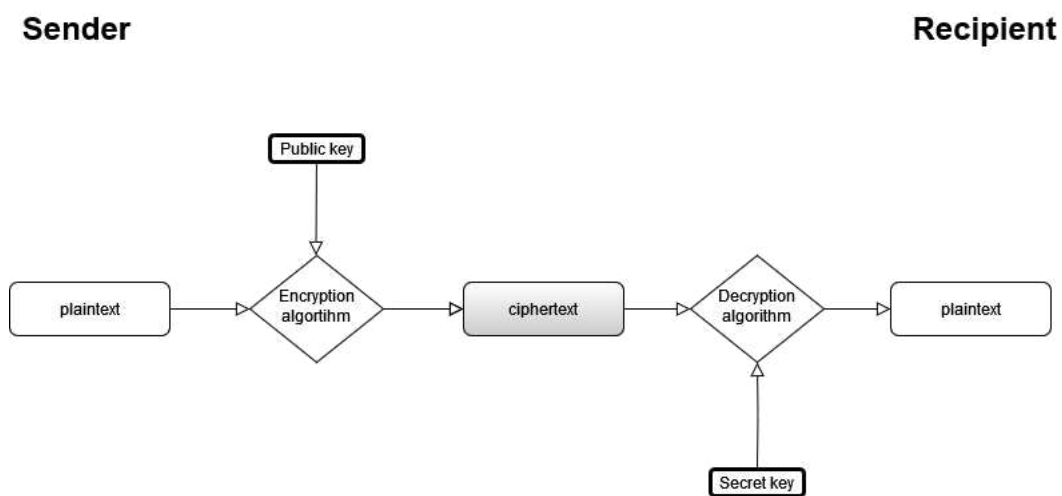 Sender
Recipient
Public key
plaintext
Encryption
algortihm
ciphertext
Decryption
algorithm
plaintext
Secret key